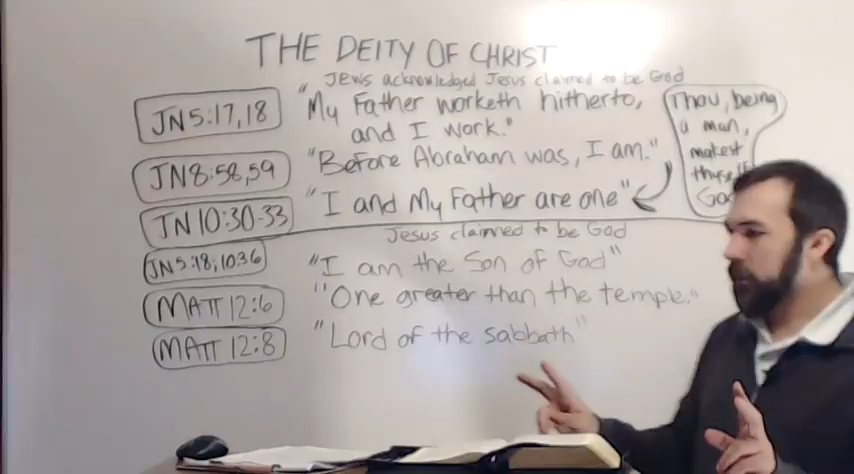 THE DEITY OF CHRIST
Jews acknowledged Jesus claimed to be God
JN 5:17,18
"My Father worketh hitherto,
and I work."
JN 8:58,59
"Before Abraham was, I am."
JN 10:30-33
"I and My Father are one"
Thou, being
a man,
makest
Jesus claimed to be God
JN 5:18; 10:36
"I am the Son of God"
MATT 12:6
"One greater than the temple."
MATT 12:8
"Lord of the sabbath"